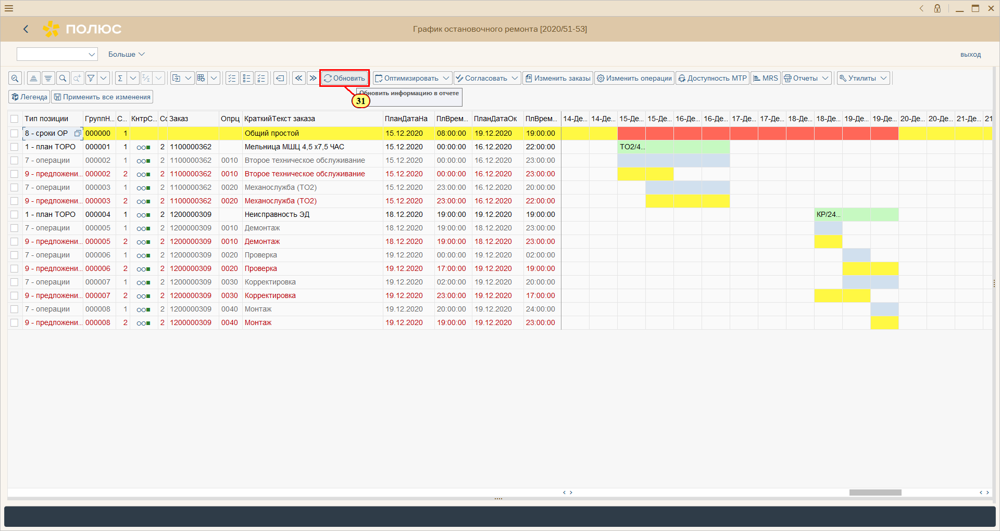 ПОЛЮС
График остановочного ремонта [2020/51-53]
Больше
выход
Обновить Оптимизировать Согласовать Изменить заказы Изменить операции Доступность МТР MRS Отчеты Утилиты
Легенда Применить все изменения
Обновить информацию в отчете
31
Тип позиции ГруппН... С... КнтрС... Сс Заказ Опрц КраткийТекст заказа ПланДатаНа ПлВрем... ПланДатаОк ПлВрем... 14-Де... 14-Де... 15-Де... 15-Де... 16-Де... 16-Де... 17-Де... 17-Де... 18-Де... 18-Де... 19-Де... 19-Де... 20-Де... 20-Де... 21-Де... 21
8 - сроки ОР 000000 1 Общий простой 15.12.2020 08:00:00 19.12.2020 19:00:00
1 - план ТОРО 000001 1 2 1100000362 Мельница МШЦ 4,5 х7,5 ЧАС 15.12.2020 00:00:00 16.12.2020 22:00:00 ТО2/4...
7 - операции 000002 1 2 1100000362 0010 Второе техническое обслуживание 15.12.2020 00:00:00 16.12.2020 23:00:00
9 - предложени... 000002 2 2 1100000362 0010 Второе техническое обслуживание 15.12.2020 00:00:00 16.12.2020 23:00:00
7 - операции 000003 1 2 1100000362 0020 Механослужба (ТО2) 15.12.2020 23:00:00 16.12.2020 20:00:00
9 - предложени... 000003 2 2 1100000362 0020 Механослужба (ТО2) 15.12.2020 23:00:00 16.12.2020 22:00:00
1 - план ТОРО 000004 1 2 1200000309 Неисправность ЭД 18.12.2020 19:00:00 19.12.2020 19:00:00 КР/24...
7 - операции 000005 1 2 1200000309 0010 Демонтаж 18.12.2020 19:00:00 18.12.2020 23:00:00
9 - предложени... 000005 2 2 1200000309 0010 Демонтаж 18.12.2020 19:00:00 18.12.2020 23:00:00
7 - операции 000006 1 2 1200000309 0020 Проверка 19.12.2020 00:00:00 19.12.2020 02:00:00
9 - предложени... 000006 2 2 1200000309 0020 Проверка 19.12.2020 17:00:00 19.12.2020 19:00:00
7 - операции 000007 1 2 1200000309 0030 Корректировка 19.12.2020 02:00:00 19.12.2020 20:00:00
9 - предложени... 000007 2 2 1200000309 0030 Корректировка 19.12.2020 23:00:00 19.12.2020 17:00:00
7 - операции 000008 1 2 1200000309 0040 Монтаж 19.12.2020 20:00:00 19.12.2020 24:00:00
9 - предложени... 000008 2 2 1200000309 0040 Монтаж 19.12.2020 19:00:00 19.12.2020 23:00:00